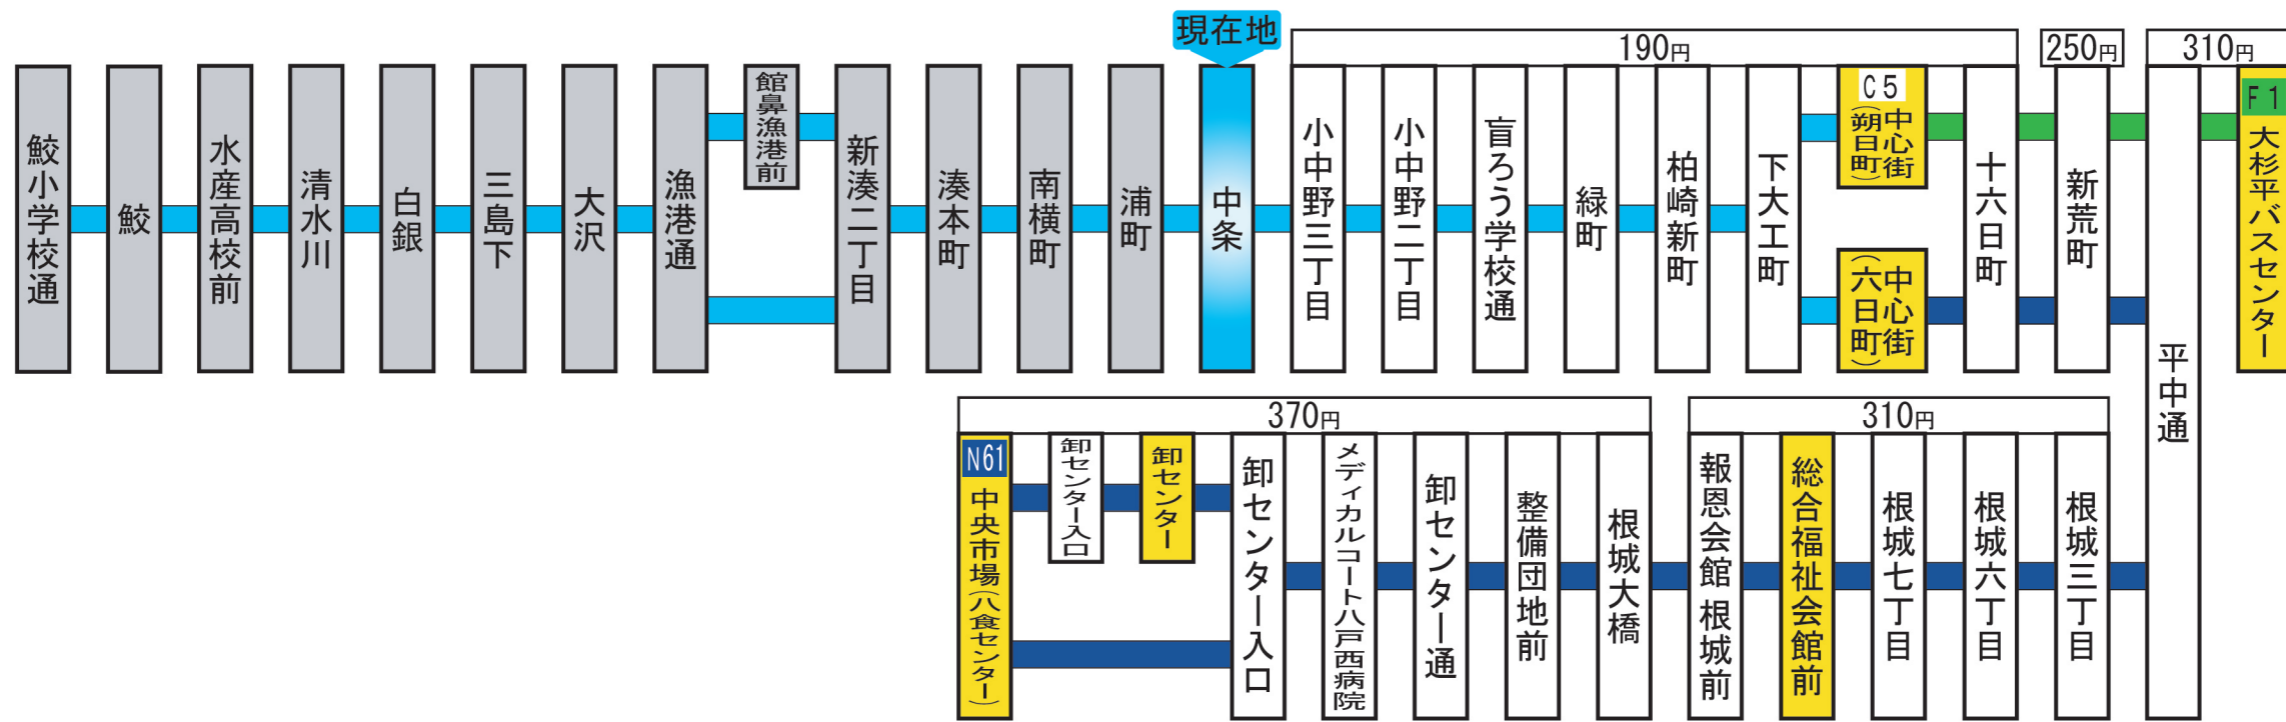 現在地
190円
250円
310円
鮫小学校通
鮫
水産高校前
清水川
白銀
三島下
大沢
漁港通
館鼻漁港前
新湊二丁目
湊本町
南横町
浦町
中条
小中野三丁目
小中野二丁目
盲ろう学校通
緑町
柏崎新町
下大工町
C5
中心街
(朔日町)
中心街
(六日町)
十六日町
新荒町
平中通
F1
大杉平バスセンター
370円
310円
N61
中央市場(八食センター)
卸センター入口
卸センター
卸センター入口
メディカルコート八戸西病院
卸センター通
整備団地前
根城大橋
報恩会館 根城前
総合福祉会館前
根城七丁目
根城六丁目
根城三丁目